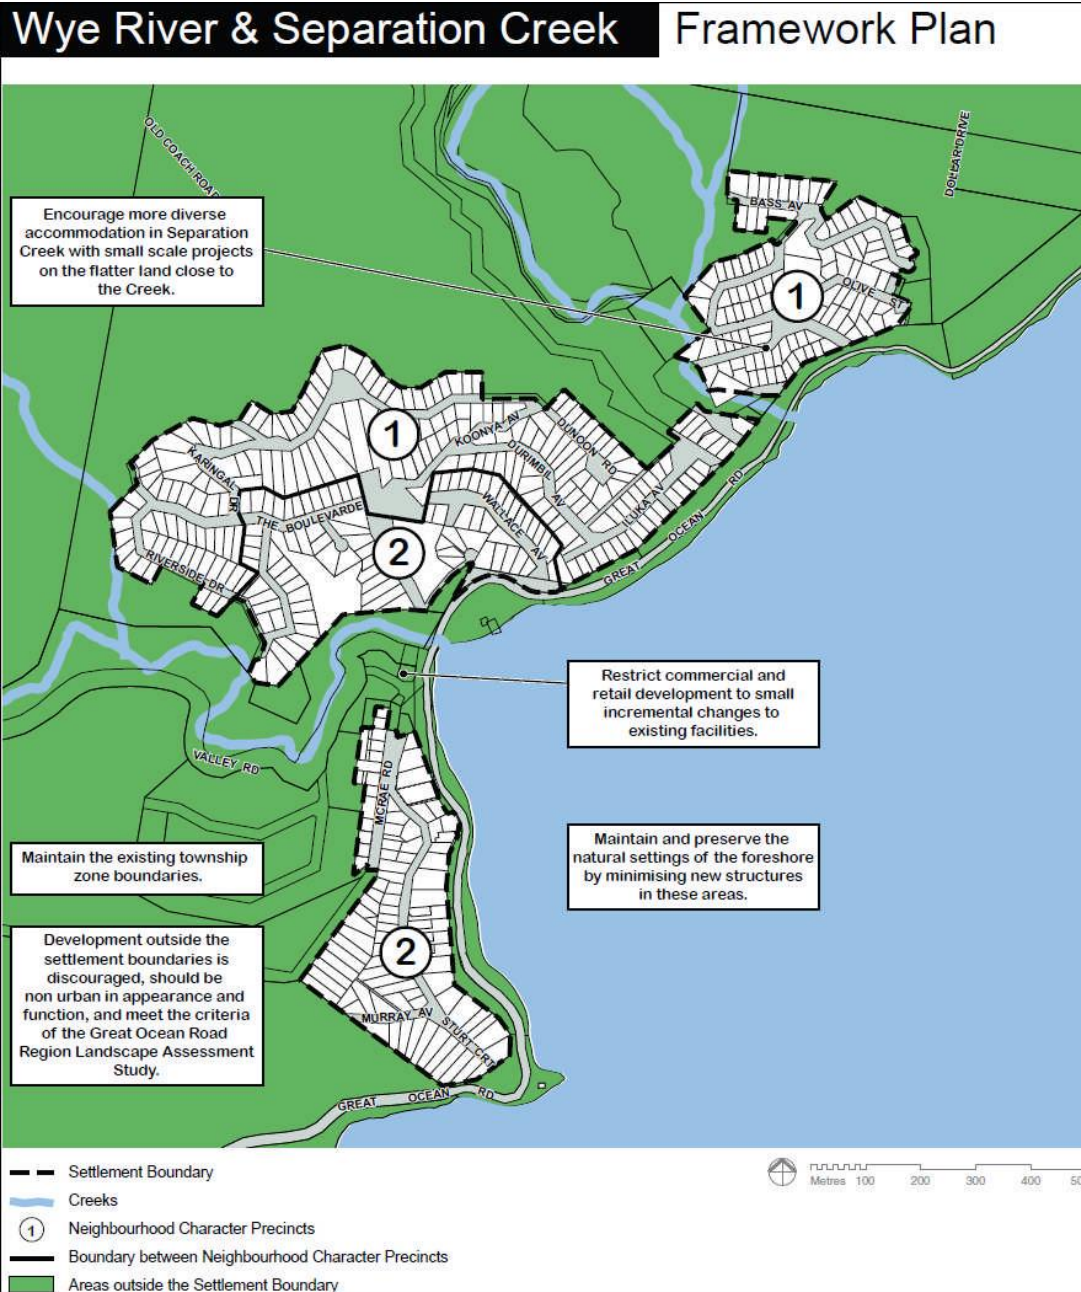 Wye River & Separation Creek Framework Plan
OLD COACH ROAD
DOLLAR DRIVE
Encourage more diverse
accommodation in Separation
Creek with small scale projects
on the flatter land close to
the Creek.
BASS AV
1
OLIVE ST
1
KOONYA AV
DUNOON RD
DURIMBIL AV
KARINGAL DR
ILUKA AV
THE BOULEVARDE
WALLACE AV
2
RIVERSIDE DR
GREAT OCEAN RD
Restrict commercial and
retail development to small
incremental changes to
existing facilities.
VALLEY RD
MCRAE RD
Maintain the existing township
zone boundaries.
Maintain and preserve the
natural settings of the foreshore
by minimising new structures
in these areas.
Development outside the
settlement boundaries is
discouraged, should be
non urban in appearance and
function, and meet the criteria
of the Great Ocean Road
Region Landscape Assessment
Study.
2
MURRAY AV
STURT CRT
GREAT OCEAN RD
Settlement Boundary
Metres 100 200 300 400
Creeks
1 Neighbourhood Character Precincts
Boundary between Neighbourhood Character Precincts
Areas outside the Settlement Boundary